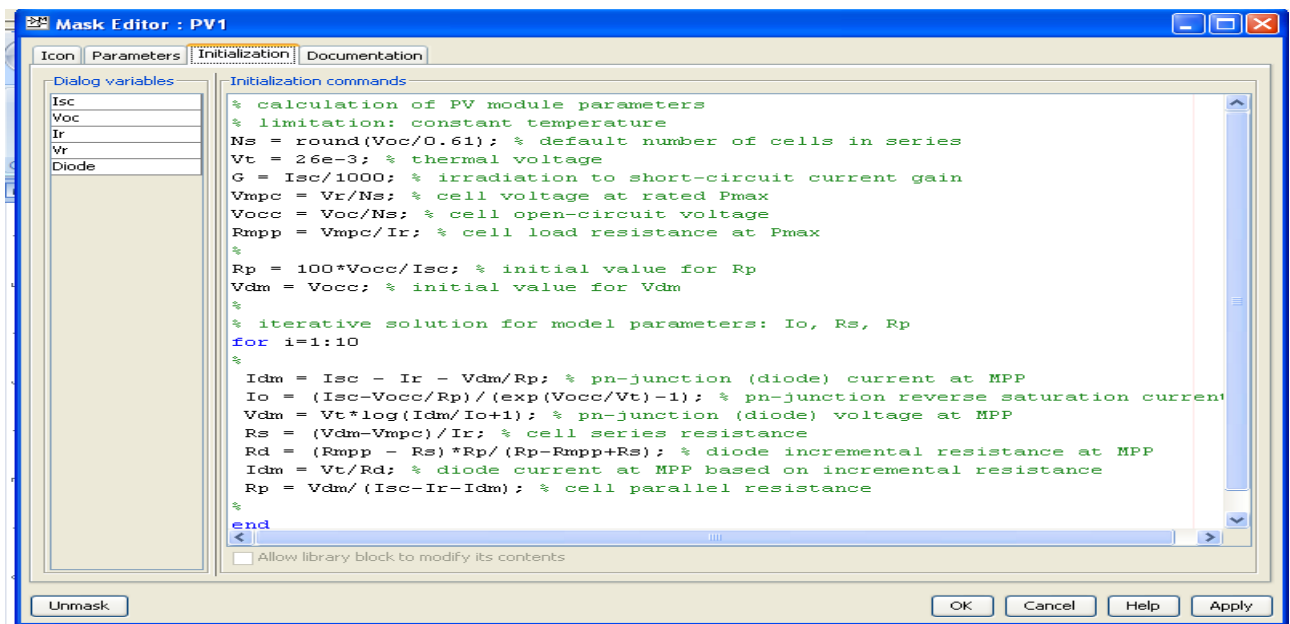 Mask Editor : PV1
Icon Parameters Initialization Documentation
Dialog variables
Isc
Voc
Ir
Vr
Diode
Initialization commands
% calculation of PV module parameters
% limitation: constant temperature
Ns = round(Voc/0.61); % default number of cells in series
Vt = 26e-3; % thermal voltage
G = Isc/1000; % irradiation to short-circuit current gain
Vmpc = Vr/Ns; % cell voltage at rated Pmax
Vocc = Voc/Ns; % cell open-circuit voltage
Rmpp = Vmpc/Ir; % cell load resistance at Pmax
%
Rp = 100*Vocc/Isc; % initial value for Rp
Vdm = Vocc; % initial value for Vdm
%
% iterative solution for model parameters: Io, Rs, Rp
for i=1:10
%
Idm = Isc - Ir - Vdm/Rp; % pn-junction (diode) current at MPP
Io = (Isc-Vocc/Rp)/(exp(Vocc/Vt)-1); % pn-junction reverse saturation current
Vdm = Vt*log(Idm/Io+1); % pn-junction (diode) voltage at MPP
Rs = (Vdm-Vmpc)/Ir; % cell series resistance
Rd = (Rmpp - Rs)*Rp/(Rp-Rmpp+Rs); % diode incremental resistance at MPP
Idm = Vt/Rd; % diode current at MPP based on incremental resistance
Rp = Vdm/(Isc-Ir-Idm); % cell parallel resistance
%
end
Allow library block to modify its contents
Unmask OK Cancel Help Apply